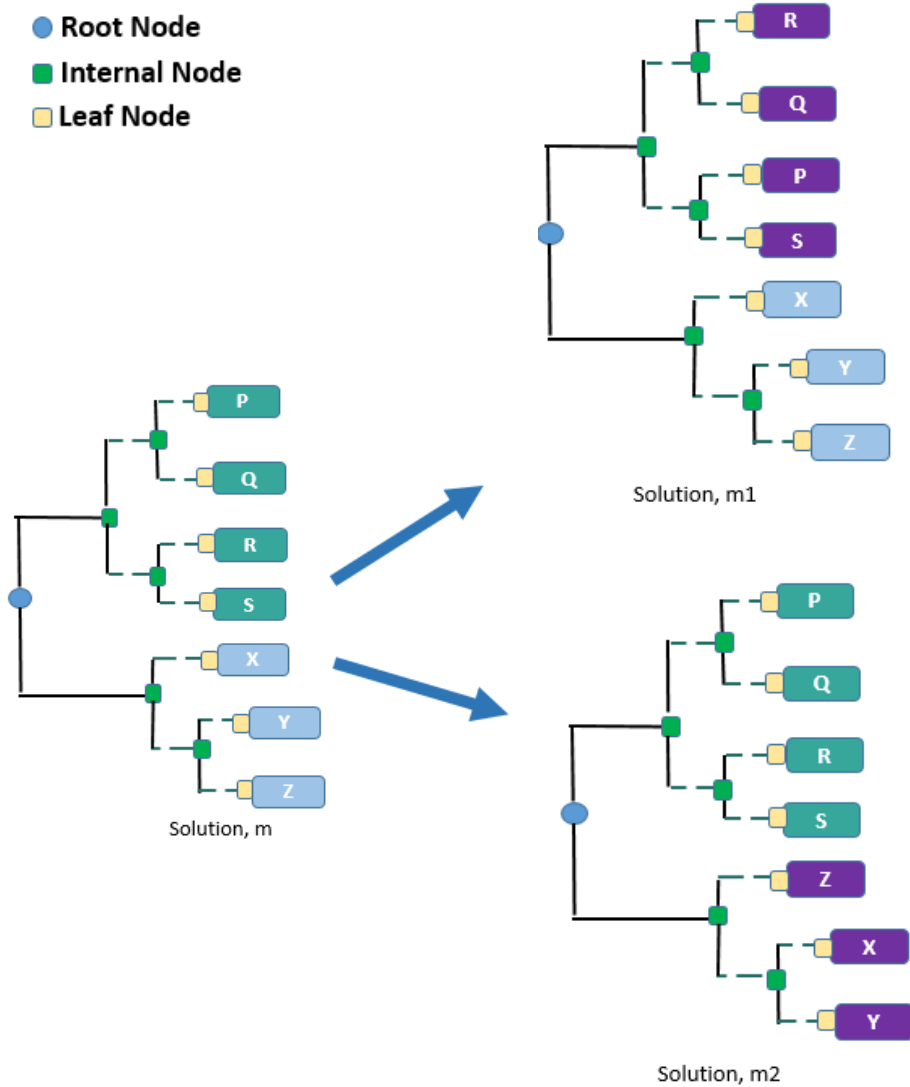 Root Node
Internal Node
Leaf Node
R
Q
P
S
X
Y
Z
Solution, m1
P
Q
R
S
X
Y
Z
Solution, m
P
Q
R
S
Z
X
Y
Solution, m2